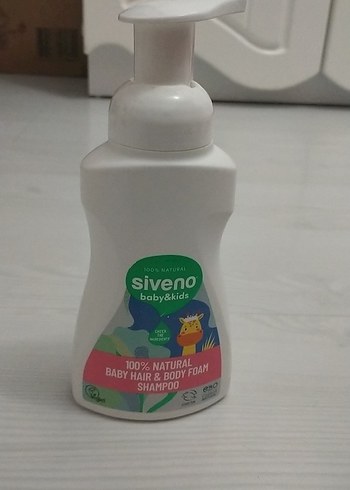 100% NATURAL
siveno
baby&kids
100% NATURAL
BABY HAIR & BODY FOAM
SHAMPOO